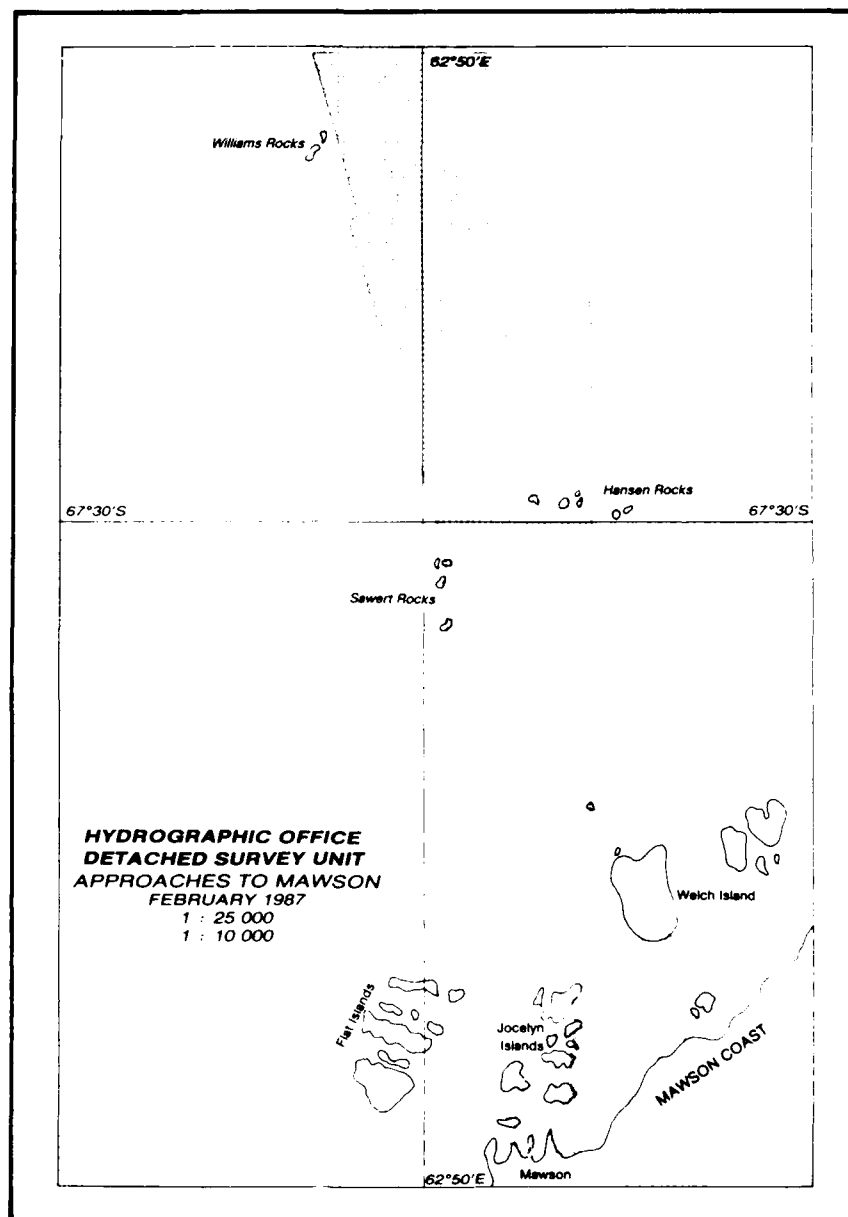 62°50'E
Williams Rocks
Hansen Rocks
67°30'S
67°30'S
Sawert Rocks
HYDROGRAPHIC OFFICE
DETACHED SURVEY UNIT
APPROACHES TO MAWSON
FEBRUARY 1987
1 : 25 000
1 : 10 000
Welch Island
Flat Islands
Jocelyn
Islands
MAWSON COAST
62°50'E
Mawson